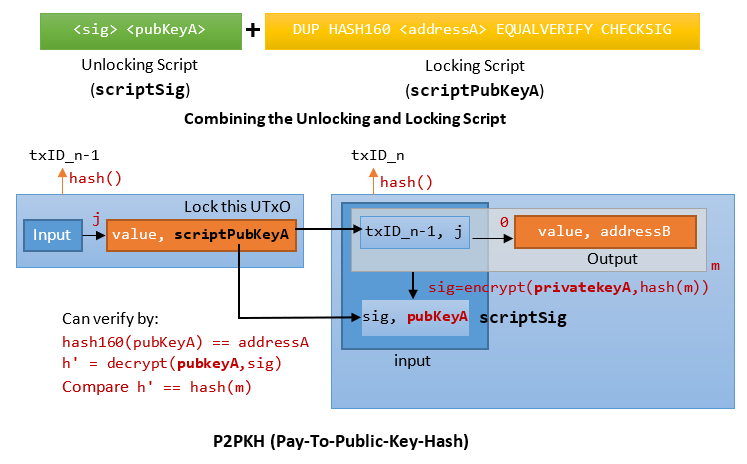 <sig> <pubKeyA>
+
DUP HASH160 <addressA> EQUALVERIFY CHECKSIG
Unlocking Script
(scriptSig)
Locking Script
(scriptPubKeyA)
Combining the Unlocking and Locking Script
txID_n-1
hash()
txID_n
hash()
Lock this UTxO
Input
j
value, scriptPubKeyA
txID_n-1, j
0
value, addressB
Output
m
sig=encrypt(privatekeyA,hash(m))
sig, pubKeyA
scriptSig
input
Can verify by:
hash160(pubKeyA) == addressA
h' = decrypt(pubkeyA,sig)
Compare h' == hash(m)
P2PKH (Pay-To-Public-Key-Hash)